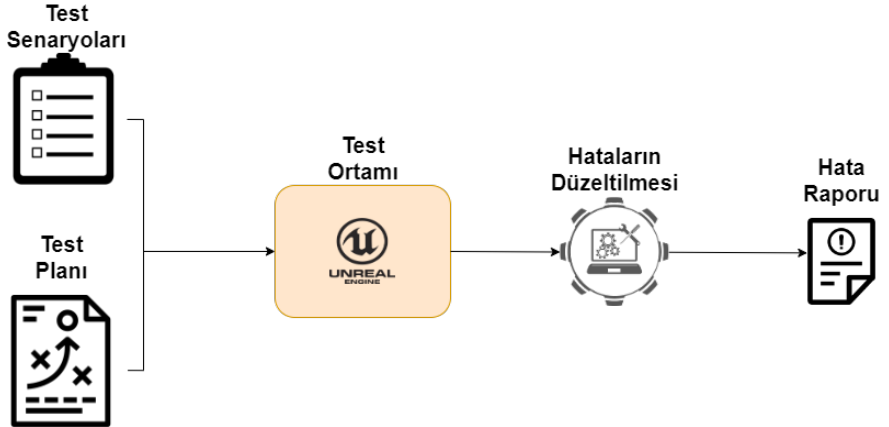 Test
Senaryoları
Test
Planı
Test
Ortamı
UNREAL
ENGINE
Hataların
Düzeltilmesi
Hata
Raporu